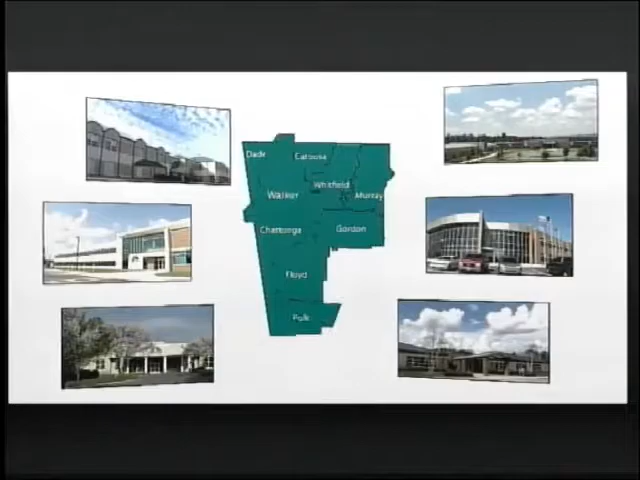 Dade
Catoosa
Whitfield
Walker
Murray
Chattooga
Gordon
Floyd
Polk